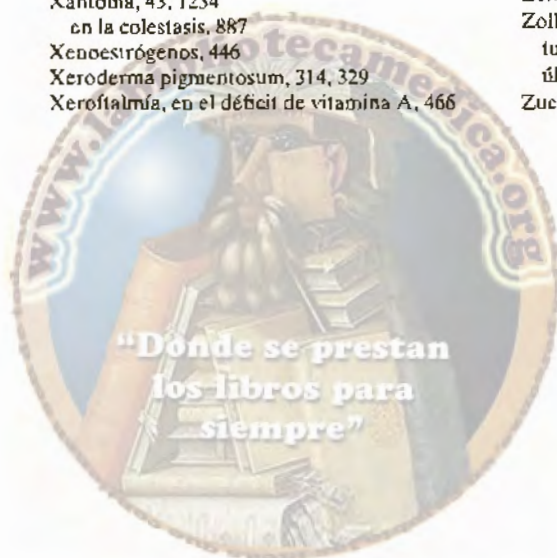 Xantoma, 43, 1234
en la colestasis, 887
Xenoestrógenos, 446
Xeroderma pigmentosum, 314, 329
Xeroftalmía, en el déficit de vitamina A, 466
Zoll
tu
úl
Zuc
www.labibliotecamedica.org
“Donde se prestan
los libros para
siempre”